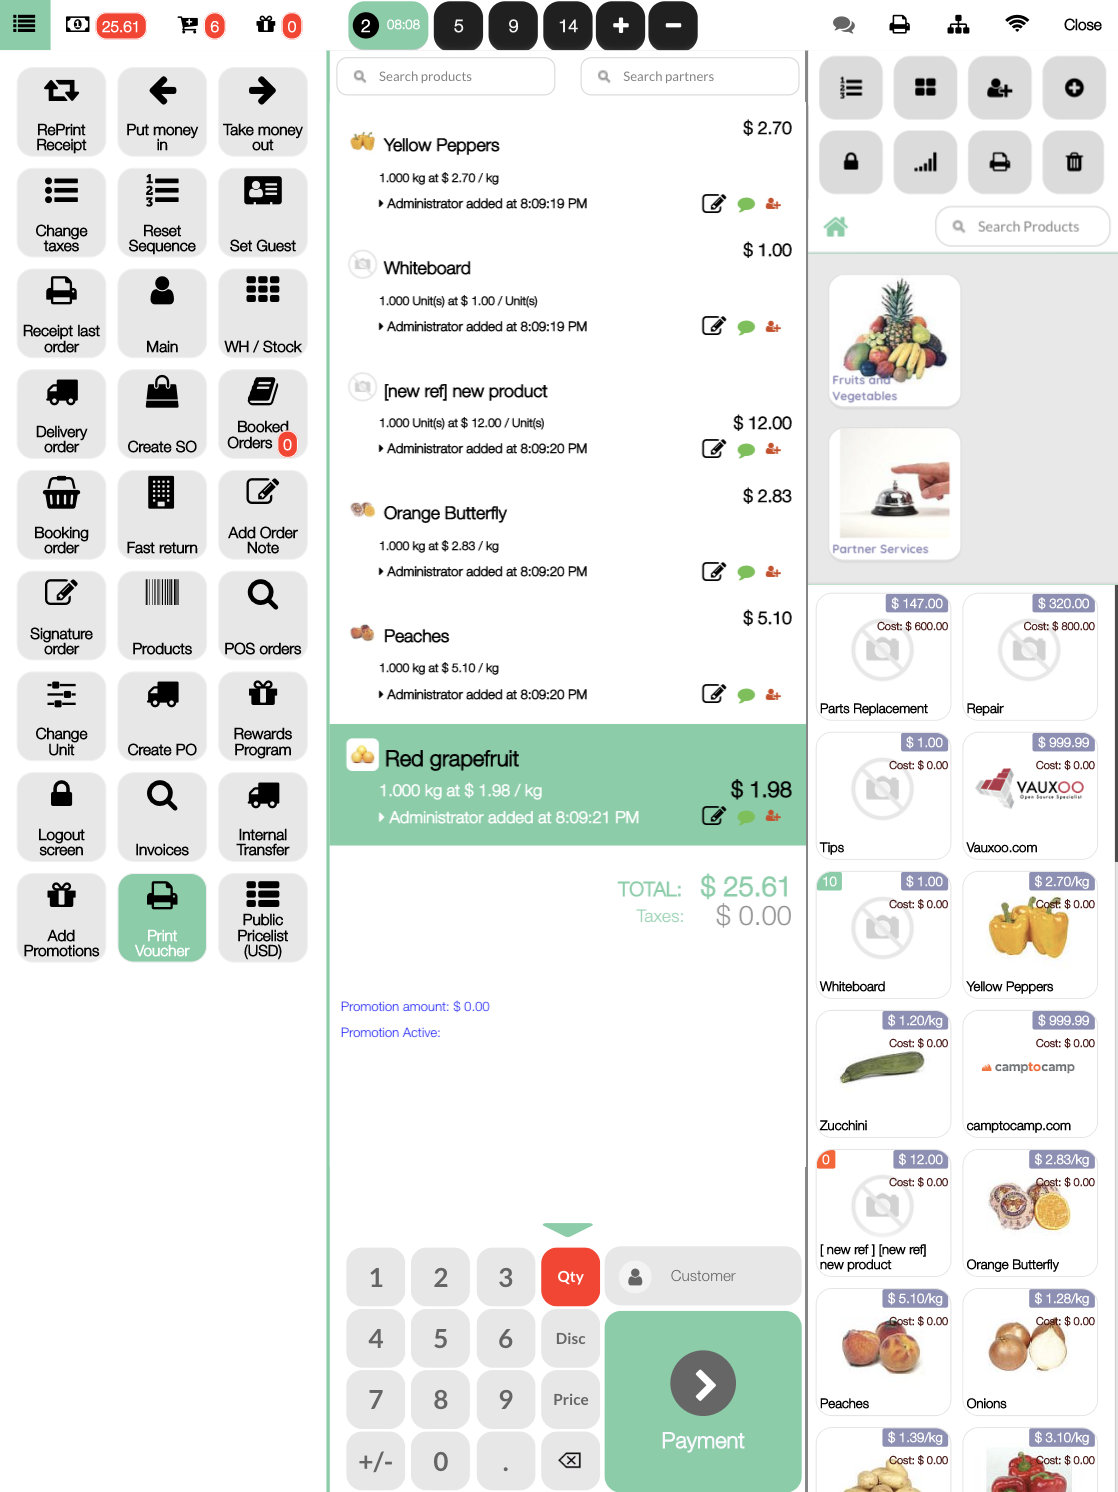 25.61
6
0
2 08:08
5
9
14
Close
RePrint
Receipt
Put money
in
Take money
out
Change
taxes
Reset
Sequence
Set Guest
Receipt last
order
Main
WH / Stock
Delivery
order
Create SO
Booked
Orders 0
Booking
order
Fast return
Add Order
Note
Signature
order
Products
POS orders
Change
Unit
Create PO
Rewards
Program
Logout
screen
Invoices
Internal
Transfer
Add
Promotions
Print
Voucher
Public
Pricelist
(USD)
Search products
Search partners
Yellow Peppers
$ 2.70
1.000 kg at $ 2.70 / kg
Administrator added at 8:09:19 PM
Whiteboard
$ 1.00
1.000 Unit(s) at $ 1.00 / Unit(s)
Administrator added at 8:09:19 PM
[new ref] new product
1.000 Unit(s) at $ 12.00 / Unit(s)
$ 12.00
Administrator added at 8:09:20 PM
Orange Butterfly
$ 2.83
1.000 kg at $ 2.83 / kg
Administrator added at 8:09:20 PM
Peaches
$ 5.10
1.000 kg at $ 5.10 / kg
Administrator added at 8:09:20 PM
Red grapefruit
1.000 kg at $ 1.98 / kg
$ 1.98
Administrator added at 8:09:21 PM
TOTAL: $ 25.61
Taxes: $ 0.00
Promotion amount: $ 0.00
Promotion Active:
1 2 3 Qty
4 5 6 Disc
7 8 9 Price
+/- 0 .
Customer
Payment
Search Products
Fruits and
Vegetables
Partner Services
$ 147.00
Cost: $ 600.00
Parts Replacement
$ 320.00
Cost: $ 800.00
Repair
$ 1.00
Cost: $ 0.00
Tips
$ 999.99
Cost: $ 0.00
VAUXOO
Open Source Specialist
Vauxoo.com
10
$ 1.00
Cost: $ 0.00
Whiteboard
$ 2.70/kg
Cost: $ 0.00
Yellow Peppers
$ 1.20/kg
Cost: $ 0.00
Zucchini
$ 999.99
Cost: $ 0.00
camptocamp
camptocamp.com
0
$ 12.00
Cost: $ 0.00
[ new ref ] [new ref]
new product
$ 2.83/kg
Cost: $ 0.00
Orange Butterfly
$ 5.10/kg
Cost: $ 0.00
Peaches
$ 1.28/kg
Cost: $ 0.00
Onions
$ 1.39/kg
Cost: $ 0.00
$ 3.10/kg
Cost: $ 0.00